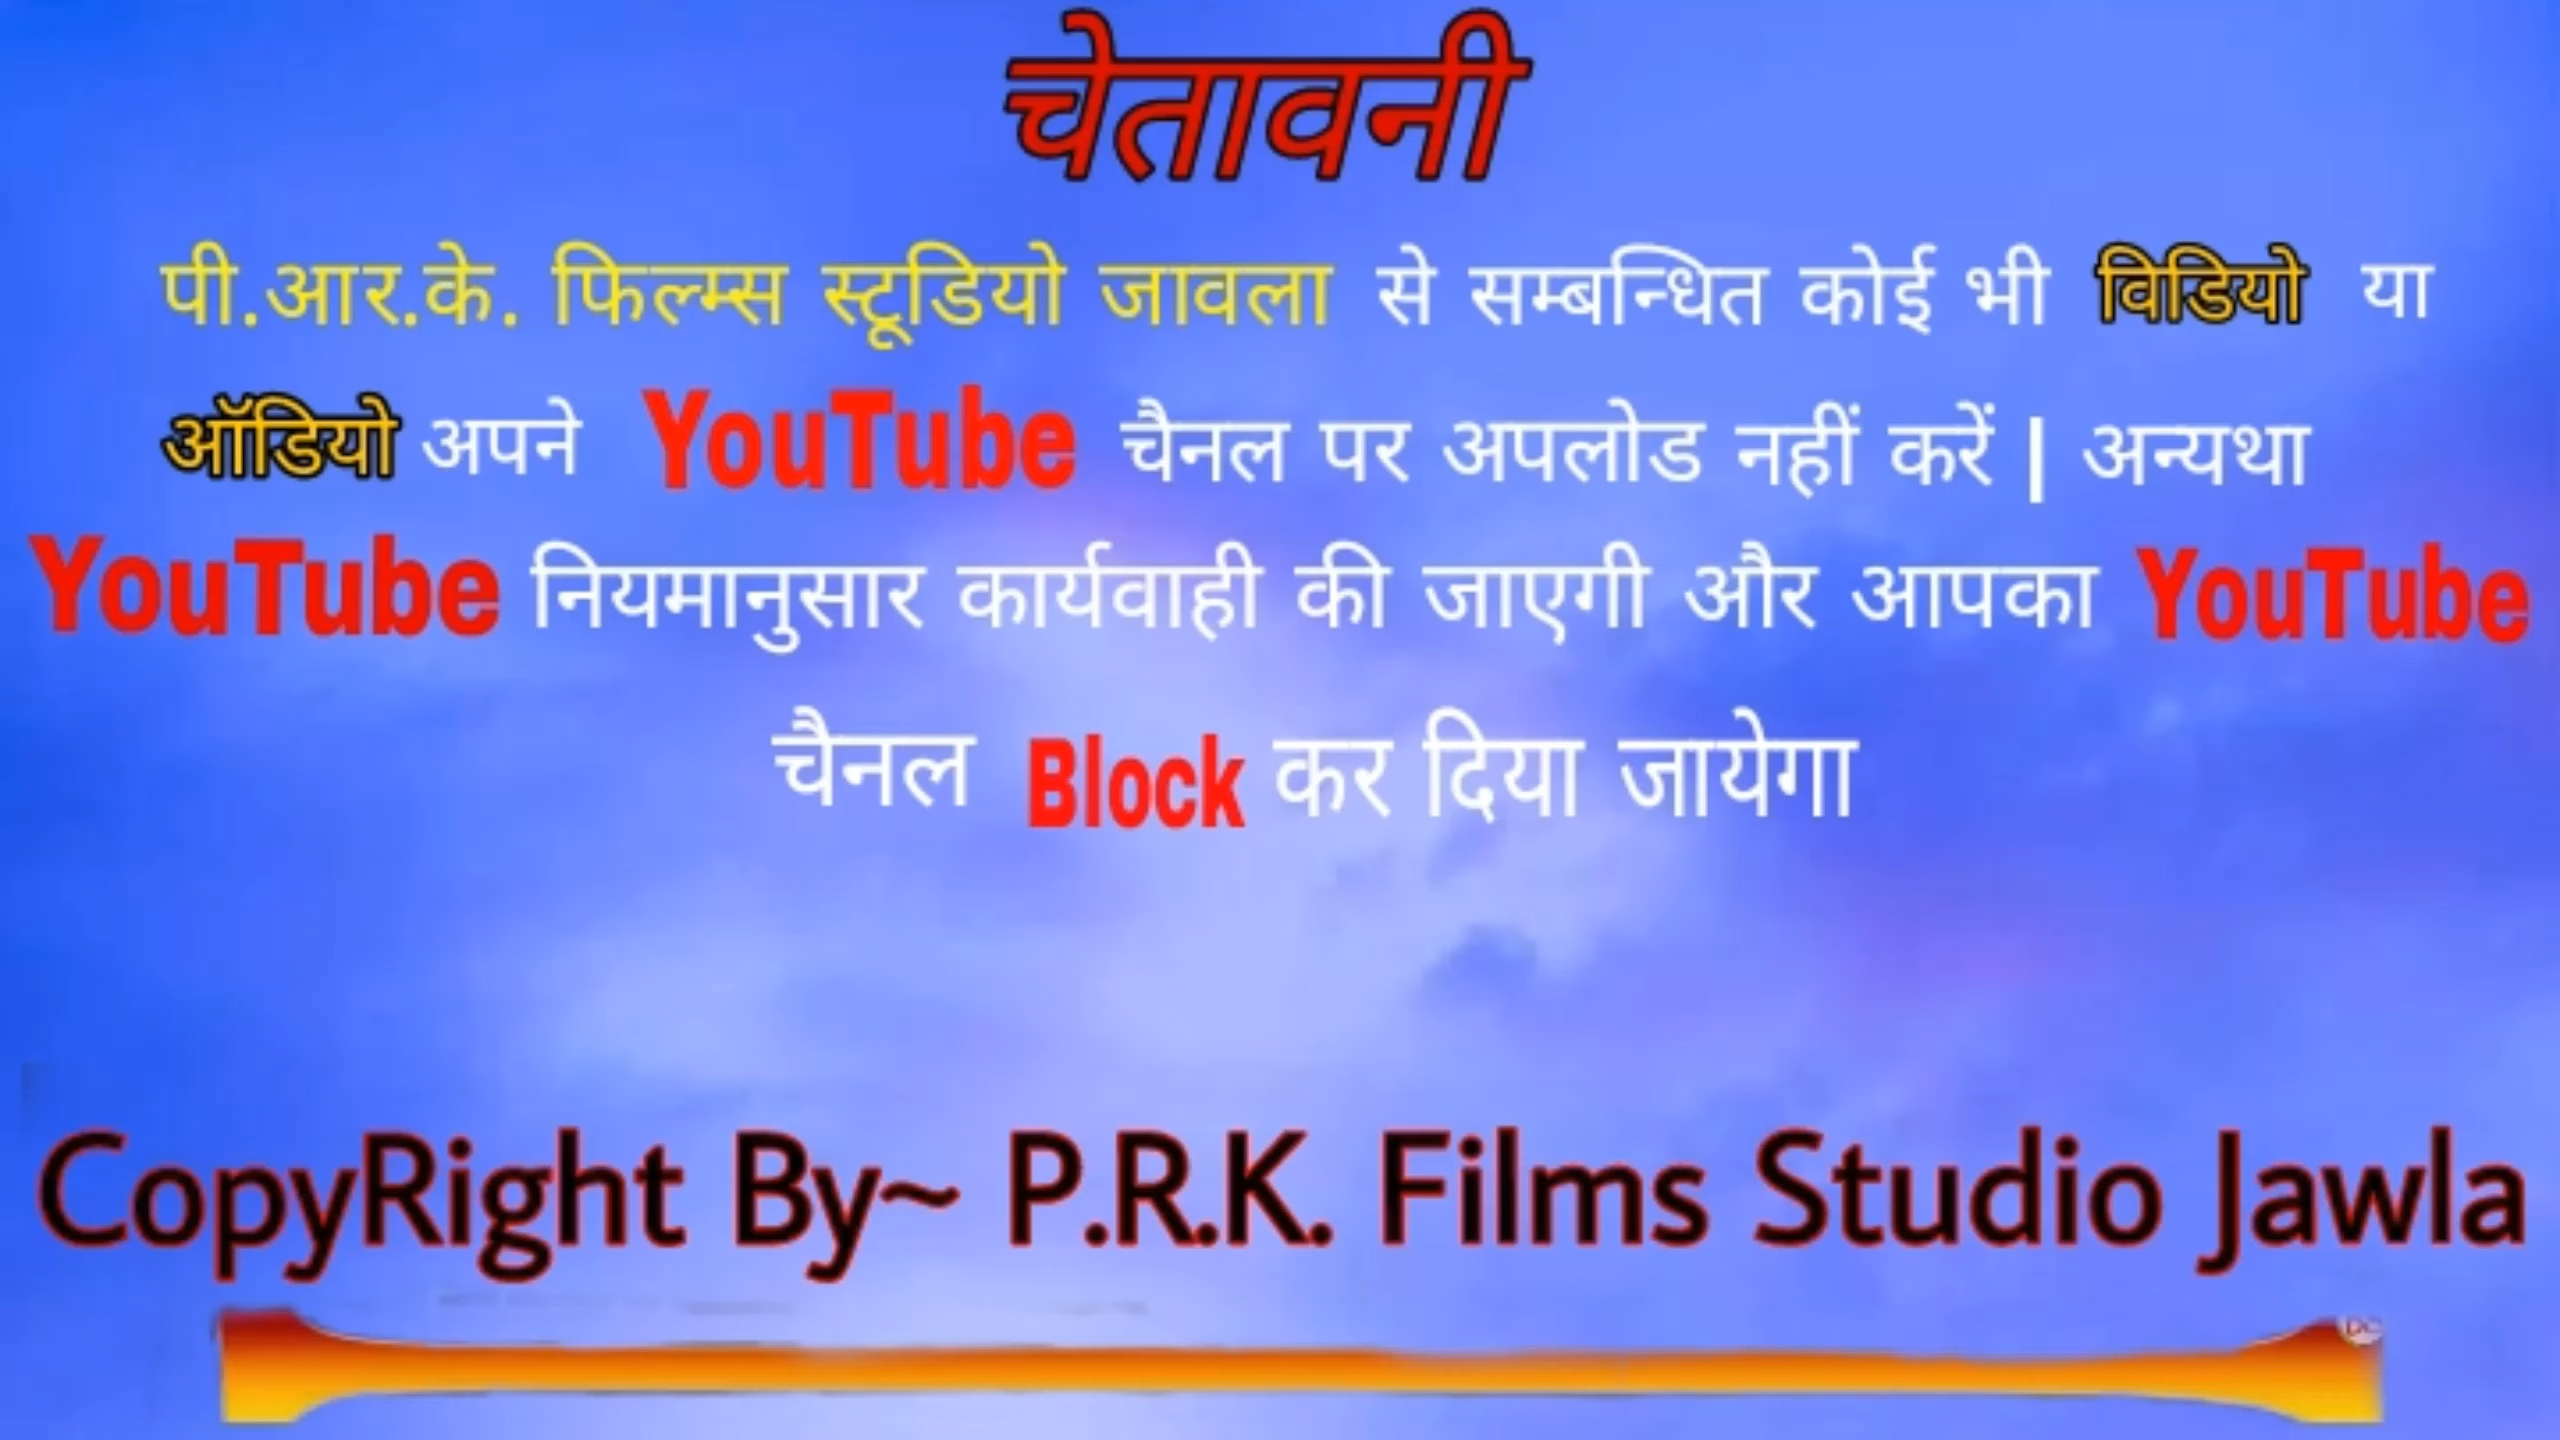 चेतावनी
पी.आर.के. फिल्म्स स्टूडियो जावला से सम्बन्धित कोई भी विडियो या
ऑडियो अपने YouTube चैनल पर अपलोड नहीं करें | अन्यथा
YouTube नियमानुसार कार्यवाही की जाएगी और आपका YouTube
चैनल Block कर दिया जायेगा
CopyRight By~ P.R.K. Films Studio Jawla